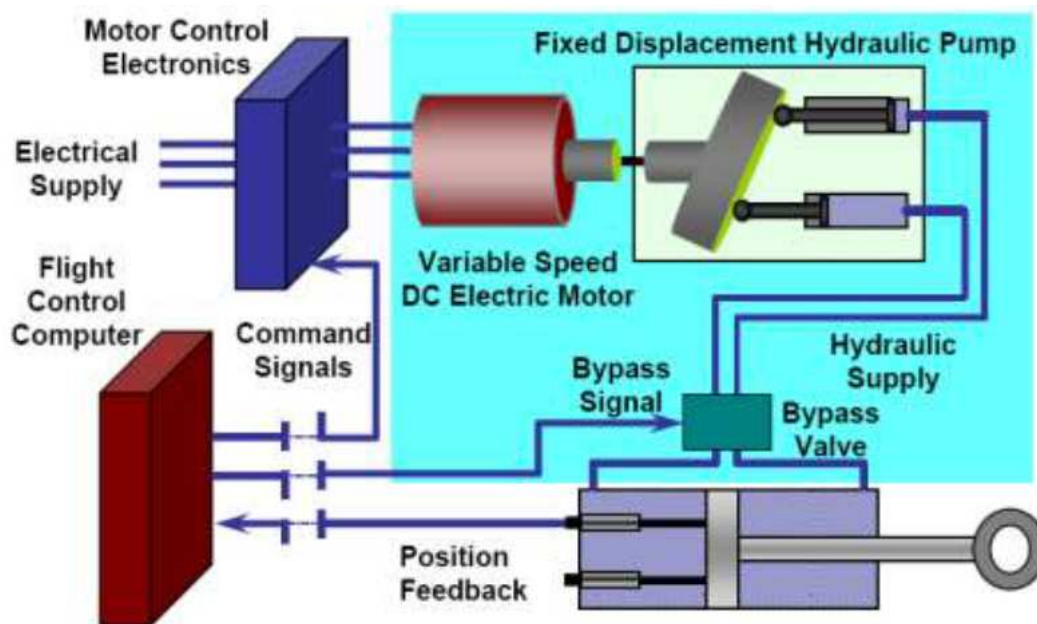 Motor Control
Electronics
Fixed Displacement Hydraulic Pump
Electrical
Supply
Variable Speed
DC Electric Motor
Flight
Control
Computer
Command
Signals
Hydraulic
Supply
Bypass
Signal
Bypass
Valve
Position
Feedback